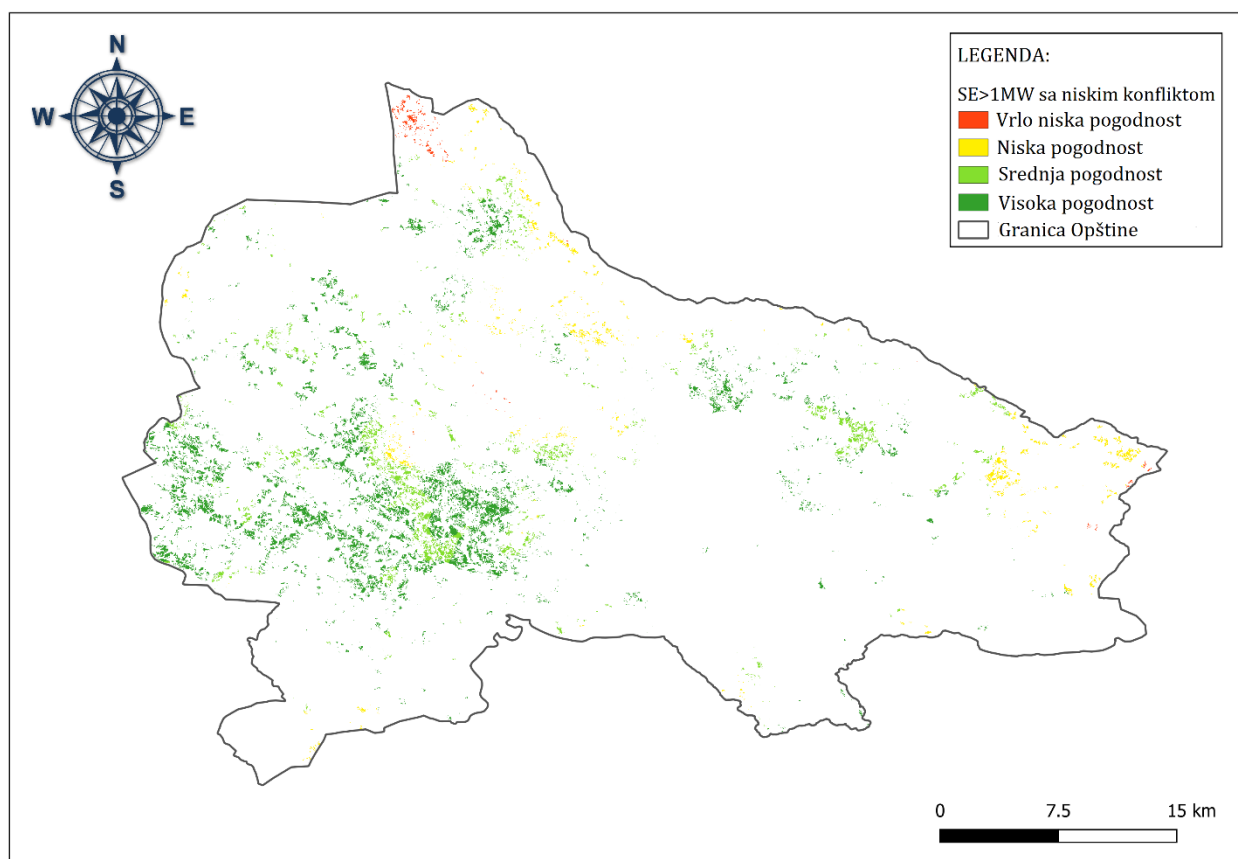 N
W E
S
LEGENDA:
SE>1MW sa niskim konfliktom
Vrlo niska pogodnost
Niska pogodnost
Srednja pogodnost
Visoka pogodnost
Granica Opštine
0 7.5 15 km